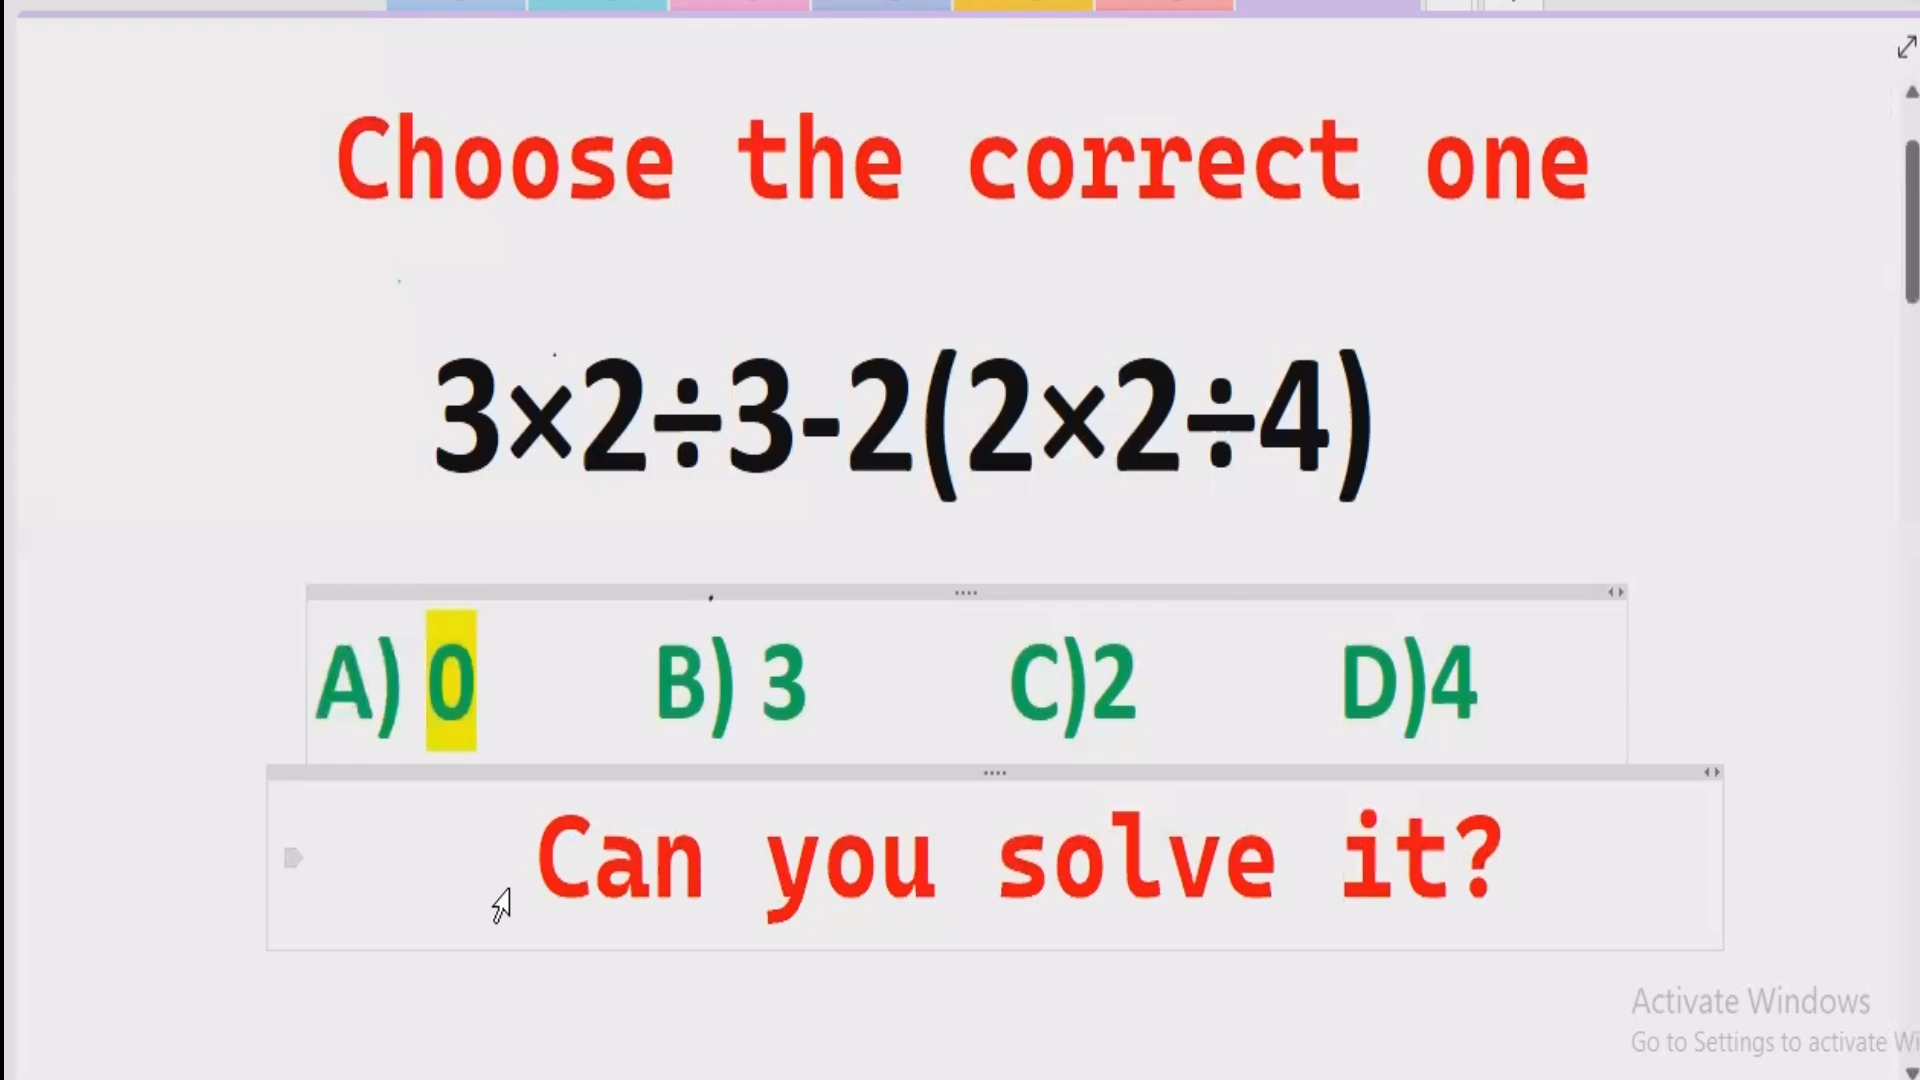 Choose the correct one
3×2÷3-2(2×2÷4)
A) 0 B) 3 C)2 D)4
Can you solve it?
Activate Windows
Go to Settings to activate Wi